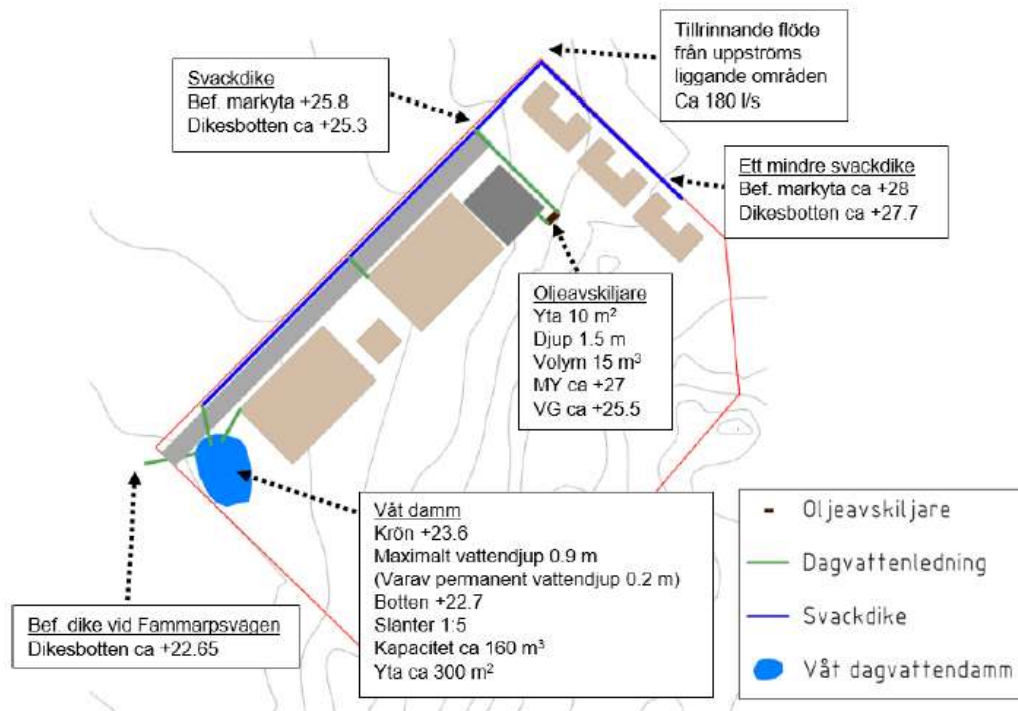 Tillrinnande flöde
från uppströms
liggande områden
Ca 180 l/s
Svackdike
Bef. markyta +25.8
Dikesbotten ca +25.3
Ett mindre svackdike
Bef. markyta ca +28
Dikesbotten ca +27.7
Oljeavskiljare
Yta 10 m²
Djup 1.5 m
Volym 15 m³
MY ca +27
VG ca +25.5
Våt damm
Krön +23.6
Maximalt vattendjup 0.9 m
(Varav permanent vattendjup 0.2 m)
Botten +22.7
Slänter 1:5
Kapacitet ca 160 m³
Yta ca 300 m²
Bef. dike vid Fammarpsvägen
Dikesbotten ca +22.65
Oljeavskiljare
Dagvattenledning
Svackdike
Våt dagvattendamm